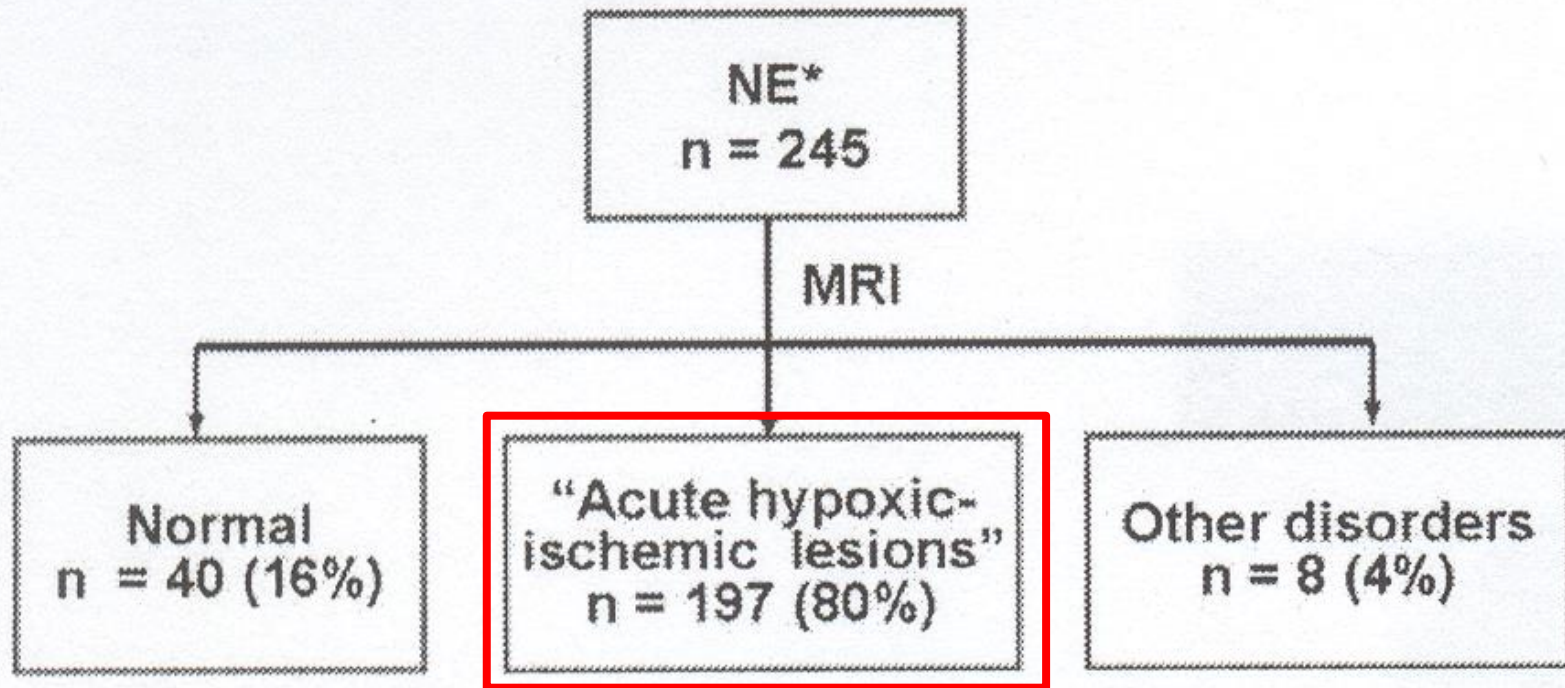 NE*
n = 245
MRI
Normal
n = 40 (16%)
“Acute hypoxic-
ischemic lesions”
n = 197 (80%)
Other disorders
n = 8 (4%)